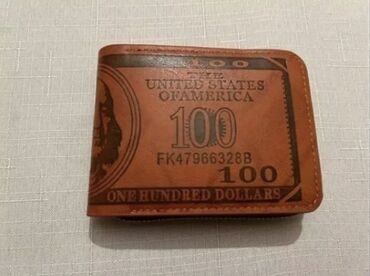 100
THE
UNITED STATES
OFAMERICA
100
FK47966328B
100
ONE HUNDRED DOLLARS